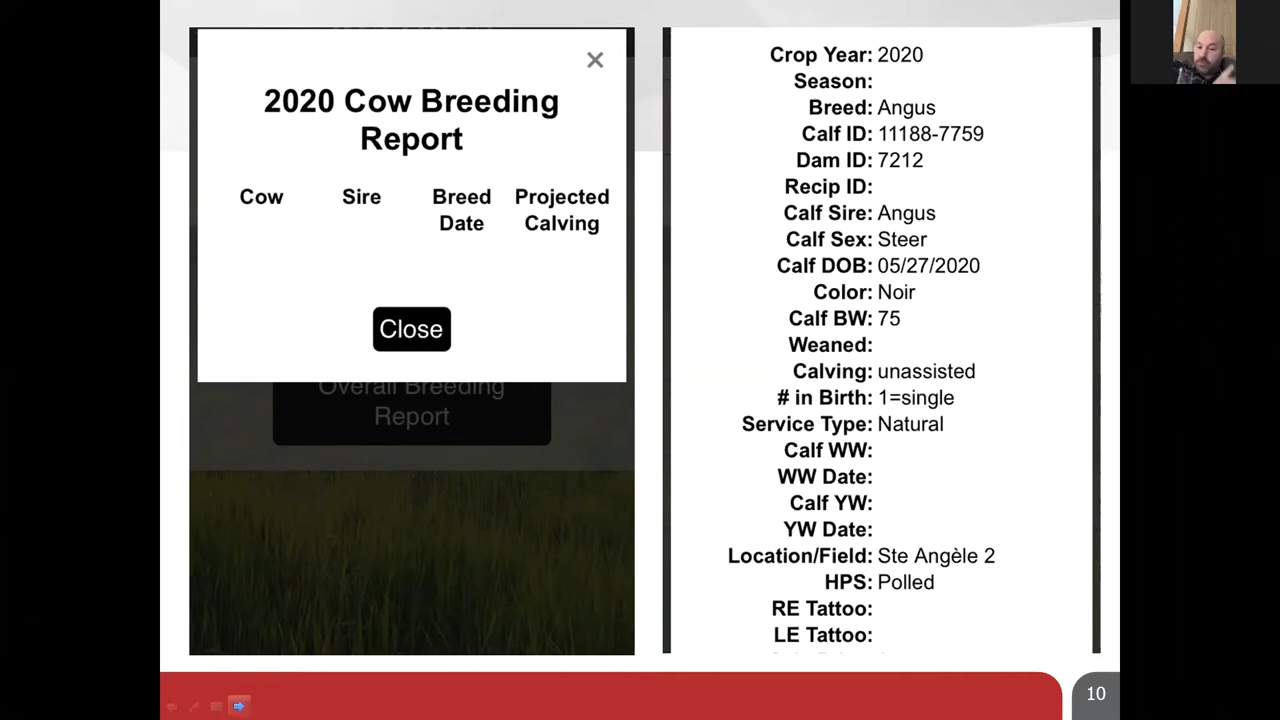 2020 Cow Breeding
Report
Cow Sire Breed Date Projected Calving
Close
Overall Breeding
Report
Crop Year: 2020
Season:
Breed: Angus
Calf ID: 11188-7759
Dam ID: 7212
Recip ID:
Calf Sire: Angus
Calf Sex: Steer
Calf DOB: 05/27/2020
Color: Noir
Calf BW: 75
Weaned:
Calving: unassisted
# in Birth: 1=single
Service Type: Natural
Calf WW:
WW Date:
Calf YW:
YW Date:
Location/Field: Ste Angèle 2
HPS: Polled
RE Tattoo:
LE Tattoo:
10